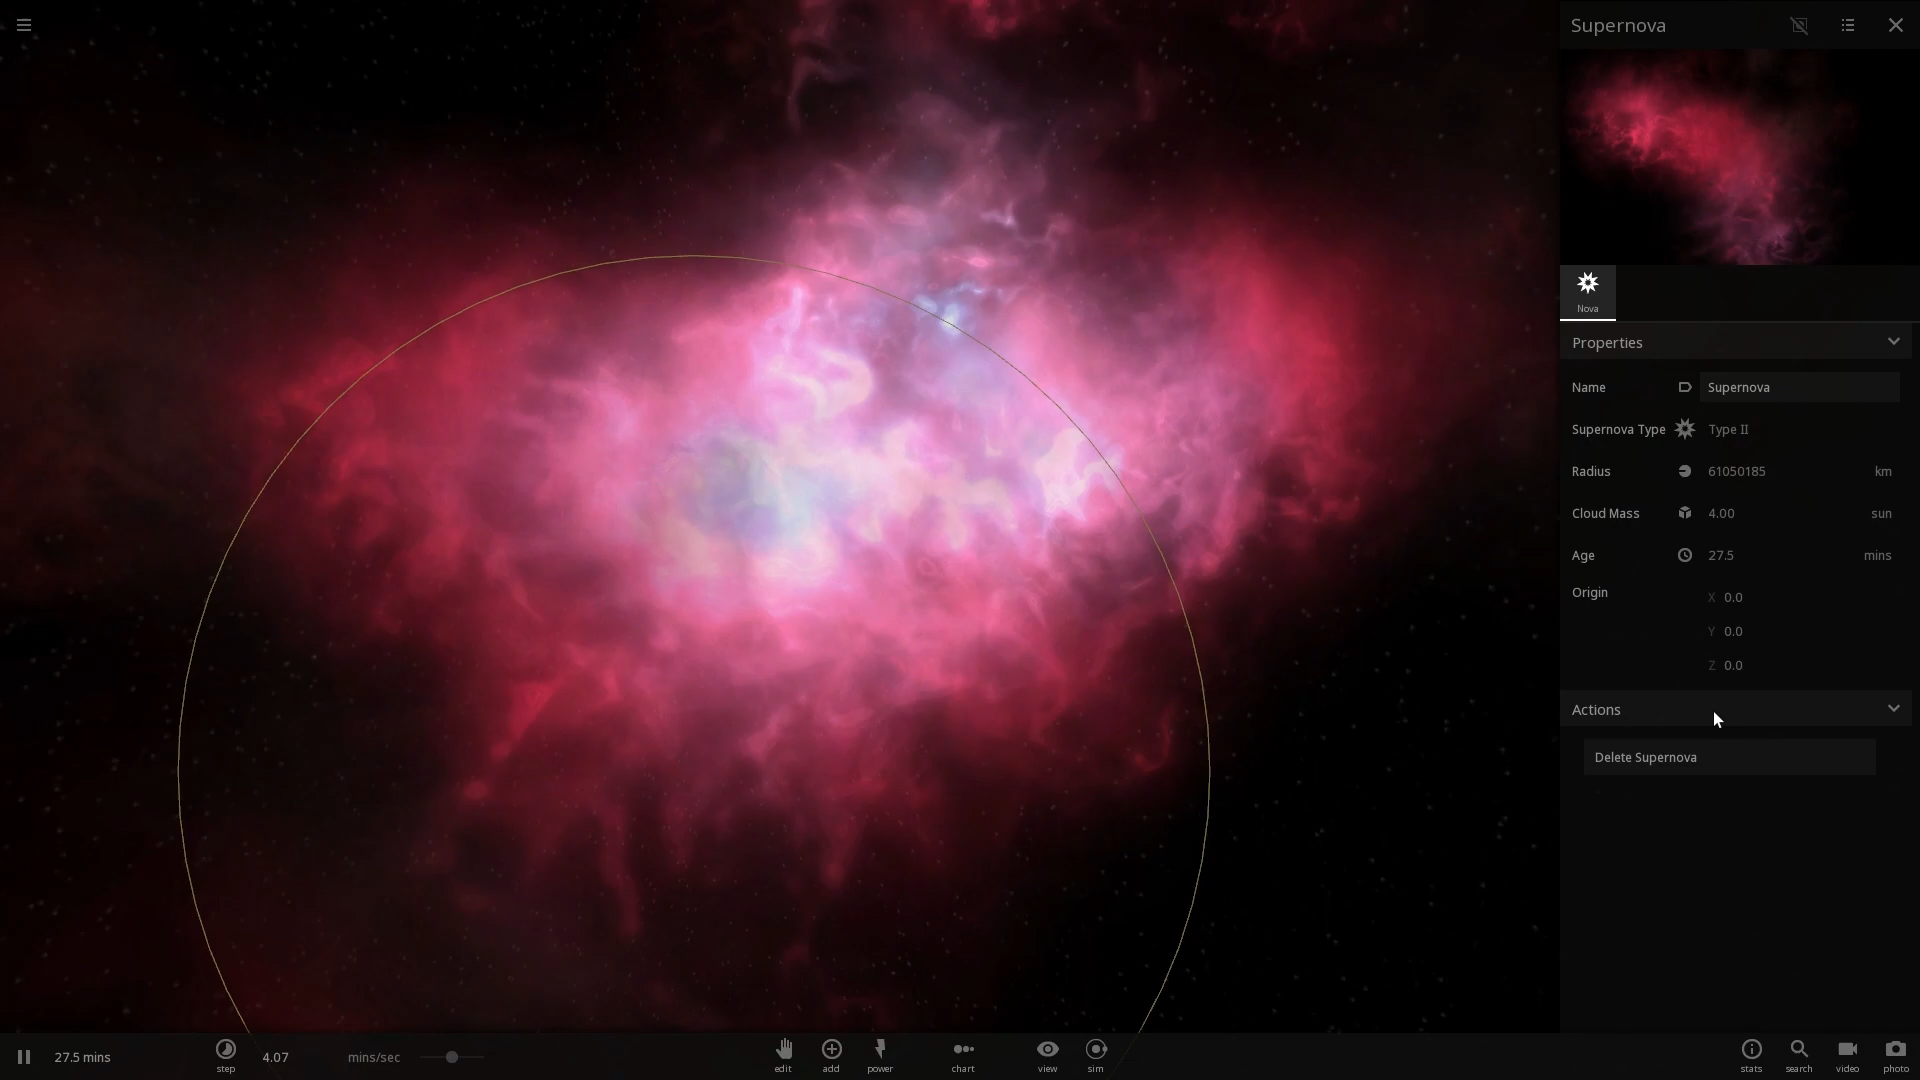 Supernova
Nova
Properties
Name Supernova
Supernova Type Type II
Radius 61050185 km
Cloud Mass 4.00 sun
Age 27.5 mins
Origin X 0.0
Y 0.0
Z 0.0
Actions
Delete Supernova
27.5 mins step 4.07 mins/sec edit add power chart view sim stats search video photo